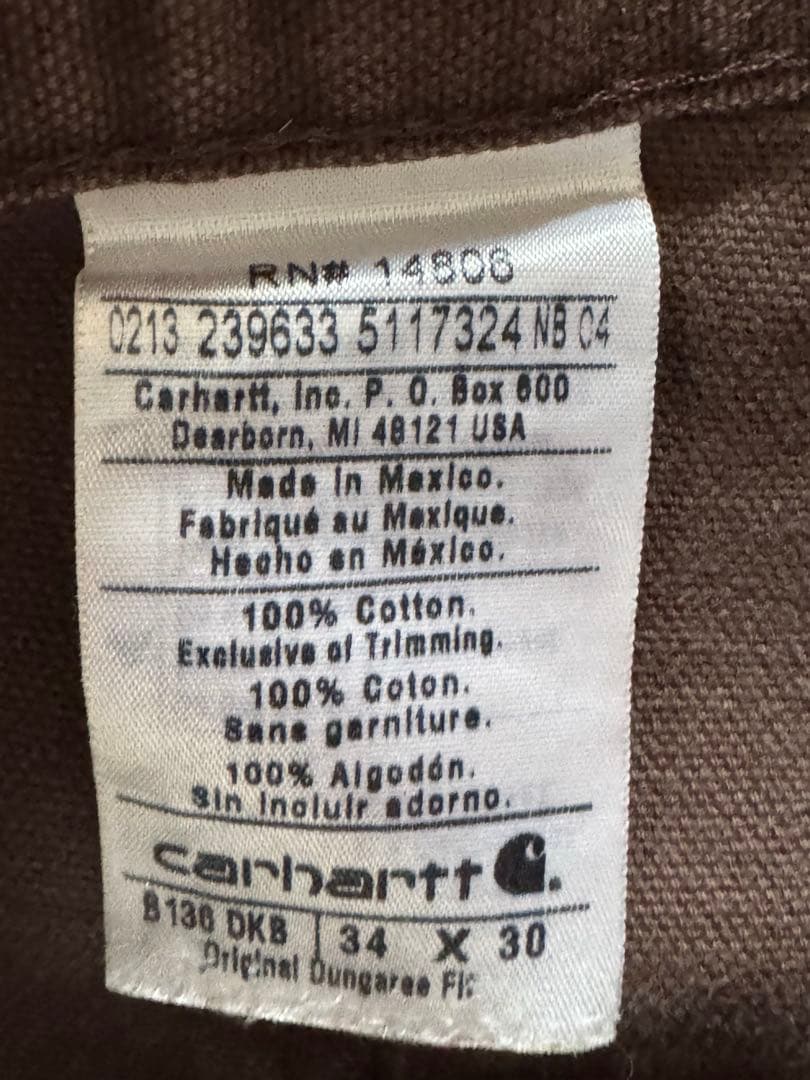 RN# 14806
0213 239633 5117324 NB 04
Carhartt, Inc. P. O. Box 600
Dearborn, MI 48121 USA
Made in Mexico.
Fabriqué au Mexique.
Hecho en México.
100% Cotton.
Exclusive of Trimming.
100% Coton.
Sans garniture.
100% Algodón.
Sin incluir adorno.
carhartt
B136 DKB 34 X 30
Original Dungaree Fit